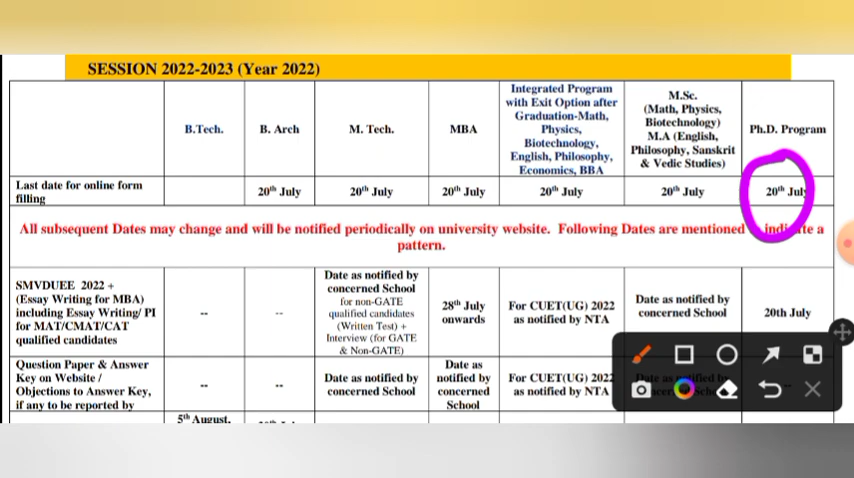 SESSION 2022-2023 (Year 2022)
B.Tech.
B. Arch
M. Tech.
MBA
Integrated Program
with Exit Option after
Graduation-Math,
Physics,
Biotechnology,
English, Philosophy,
Economics, BBA
M.Sc.
(Math, Physics,
Biotechnology)
M.A (English,
Philosophy, Sanskrit
& Vedic Studies)
Ph.D. Program
Last date for online form
filling
20th July
20th July
20th July
20th July
20th July
20th July
All subsequent Dates may change and will be notified periodically on university website. Following Dates are mentioned indicate a
pattern.
SMVDUEE 2022 +
(Essay Writing for MBA)
including Essay Writing/ PI
for MAT/CMAT/CAT
qualified candidates
--
--
Date as notified by
concerned School
for non-GATE
qualified candidates
(Written Test) +
Interview (for GATE
& Non-GATE)
28th July
onwards
For CUET(UG) 2022
as notified by NTA
Date as notified by
concerned School
20th July
Question Paper & Answer
Key on Website /
Objections to Answer Key,
if any to be reported by
--
--
Date as notified by
concerned School
Date as
notified by
concerned
School
For CUET(UG) 2022
as notified by NTA
5th August,